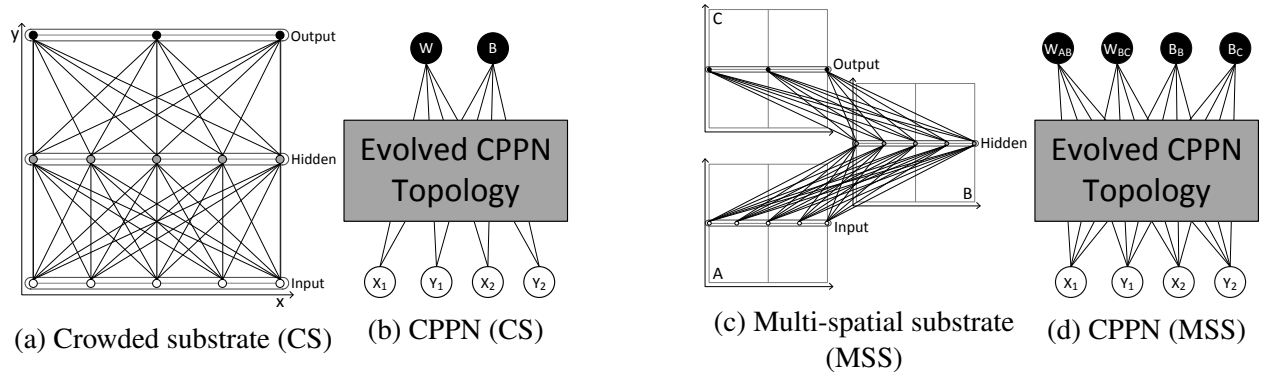 y
Output
Hidden
Input
x
(a) Crowded substrate (CS)
W B
Evolved CPPN
Topology
X1 Y1 X2 Y2
(b) CPPN (CS)
C
Output
Hidden
B
Input
A
(c) Multi-spatial substrate
(MSS)
WAB WBC BB BC
Evolved CPPN
Topology
X1 Y1 X2 Y2
(d) CPPN (MSS)